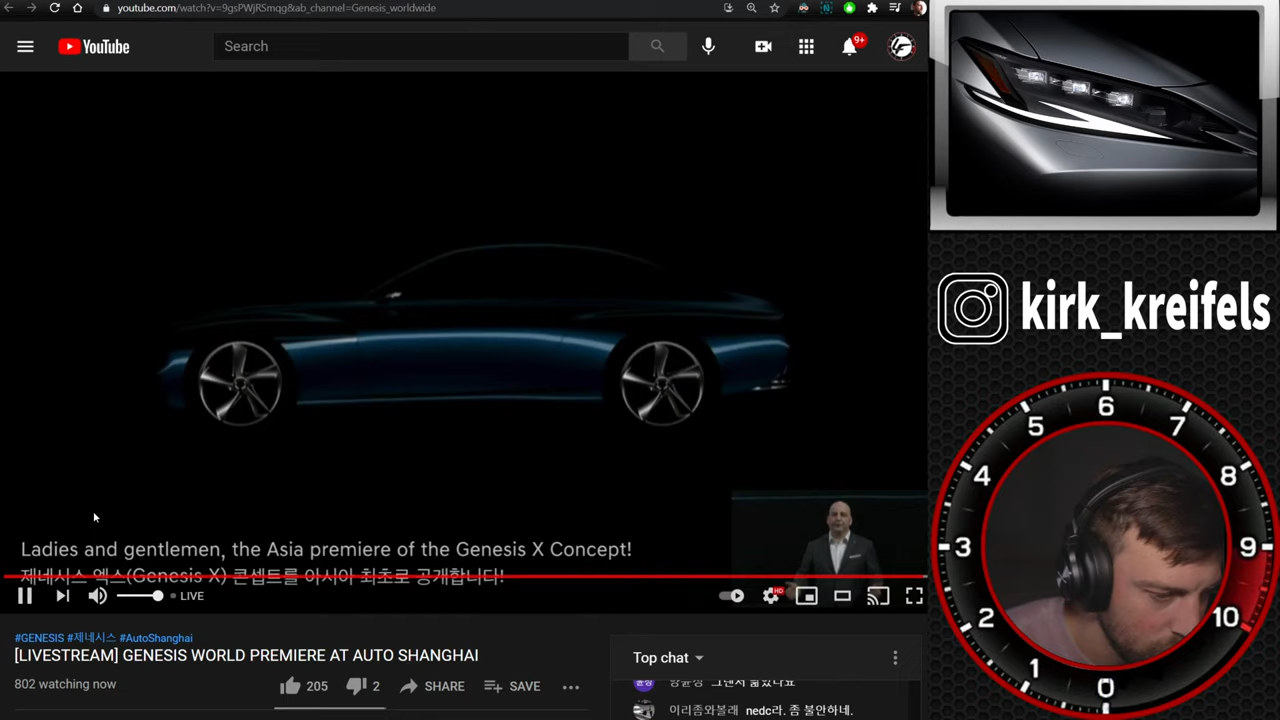 youtube.com/watch?v=9gsPWjRSmqg&ab_channel=Genesis_worldwide
YouTube
Search
9+
Ladies and gentlemen, the Asia premiere of the Genesis X Concept!
제네시스 엑스(Genesis X) 콘셉트를 아시아 최초로 공개합니다!
LIVE
HD
#GENESIS #제네시스 #AutoShanghai
[LIVESTREAM] GENESIS WORLD PREMIERE AT AUTO SHANGHAI
802 watching now
205
2
SHARE
SAVE
Top chat
이리좀와볼래 nedc라. 좀 불안하네.
kirk_kreifels
0
1
2
3
4
5
6
7
8
9
10